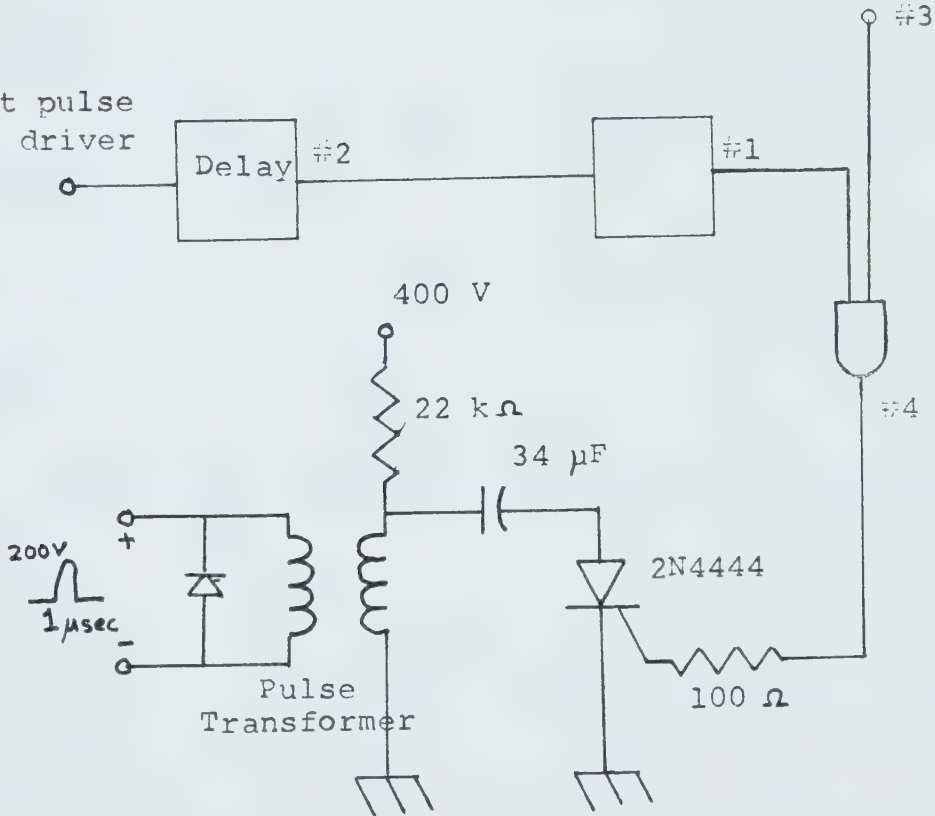 #3
t pulse
driver
Delay
#2
#1
400 V
22 kΩ
#4
34 μF
200V
+
2N4444
1μsec
-
100 Ω
Pulse
Transformer